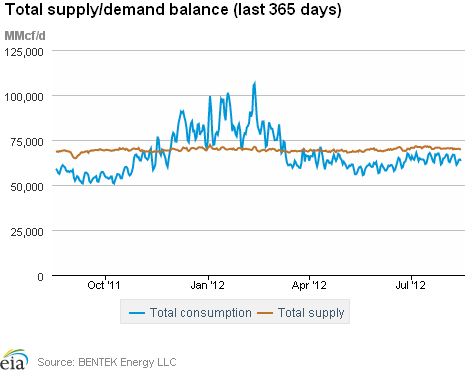 Total supply/demand balance (last 365 days)
MMcf/d
125,000
100,000
75,000
50,000
25,000
0
Oct '11 Jan '12 Apr '12 Jul '12
Total consumption Total supply
eia Source: BENTEK Energy LLC